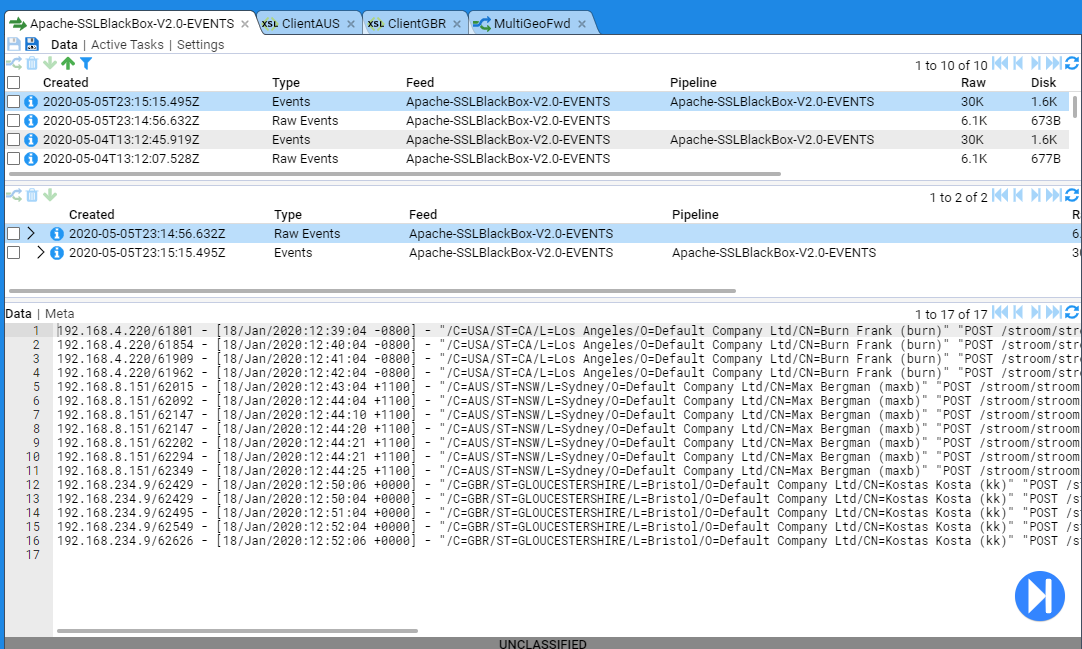 Apache-SSLBlackBox-V2.0-EVENTS × XSL ClientAUS × XSL ClientGBR × MultiGeoFwd ×
Data | Active Tasks | Settings
1 to 10 of 10
Created Type Feed Pipeline Raw Disk
2020-05-05T23:15:15.495Z Events Apache-SSLBlackBox-V2.0-EVENTS Apache-SSLBlackBox-V2.0-EVENTS 30K 1.6K
2020-05-05T23:14:56.632Z Raw Events Apache-SSLBlackBox-V2.0-EVENTS 6.1K 673B
2020-05-04T13:12:45.919Z Events Apache-SSLBlackBox-V2.0-EVENTS Apache-SSLBlackBox-V2.0-EVENTS 30K 1.6K
2020-05-04T13:12:07.528Z Raw Events Apache-SSLBlackBox-V2.0-EVENTS 6.1K 677B
1 to 2 of 2
Created Type Feed Pipeline R
2020-05-05T23:14:56.632Z Raw Events Apache-SSLBlackBox-V2.0-EVENTS 6.
2020-05-05T23:15:15.495Z Events Apache-SSLBlackBox-V2.0-EVENTS Apache-SSLBlackBox-V2.0-EVENTS 3
Data | Meta 1 to 17 of 17
1 192.168.4.220/61801 - [18/Jan/2020:12:39:04 -0800] - "/C=USA/ST=CA/L=Los Angeles/O=Default Company Ltd/CN=Burn Frank (burn)" "POST /stroom/stro
2 192.168.4.220/61854 - [18/Jan/2020:12:40:04 -0800] - "/C=USA/ST=CA/L=Los Angeles/O=Default Company Ltd/CN=Burn Frank (burn)" "POST /stroom/stro
3 192.168.4.220/61909 - [18/Jan/2020:12:41:04 -0800] - "/C=USA/ST=CA/L=Los Angeles/O=Default Company Ltd/CN=Burn Frank (burn)" "POST /stroom/stro
4 192.168.4.220/61962 - [18/Jan/2020:12:42:04 -0800] - "/C=USA/ST=CA/L=Los Angeles/O=Default Company Ltd/CN=Burn Frank (burn)" "POST /stroom/stro
5 192.168.8.151/62015 - [18/Jan/2020:12:43:04 +1100] - "/C=AUS/ST=NSW/L=Sydney/O=Default Company Ltd/CN=Max Bergman (maxb)" "POST /stroom/stroom
6 192.168.8.151/62092 - [18/Jan/2020:12:44:04 +1100] - "/C=AUS/ST=NSW/L=Sydney/O=Default Company Ltd/CN=Max Bergman (maxb)" "POST /stroom/stroom
7 192.168.8.151/62147 - [18/Jan/2020:12:44:10 +1100] - "/C=AUS/ST=NSW/L=Sydney/O=Default Company Ltd/CN=Max Bergman (maxb)" "POST /stroom/stroom
8 192.168.8.151/62147 - [18/Jan/2020:12:44:20 +1100] - "/C=AUS/ST=NSW/L=Sydney/O=Default Company Ltd/CN=Max Bergman (maxb)" "POST /stroom/stroom
9 192.168.8.151/62202 - [18/Jan/2020:12:44:21 +1100] - "/C=AUS/ST=NSW/L=Sydney/O=Default Company Ltd/CN=Max Bergman (maxb)" "POST /stroom/stroom
10 192.168.8.151/62294 - [18/Jan/2020:12:44:21 +1100] - "/C=AUS/ST=NSW/L=Sydney/O=Default Company Ltd/CN=Max Bergman (maxb)" "POST /stroom/stroom
11 192.168.8.151/62349 - [18/Jan/2020:12:44:25 +1100] - "/C=AUS/ST=NSW/L=Sydney/O=Default Company Ltd/CN=Max Bergman (maxb)" "POST /stroom/stroom
12 192.168.234.9/62429 - [18/Jan/2020:12:50:06 +0000] - "/C=GBR/ST=GLOUCESTERSHIRE/L=Bristol/O=Default Company Ltd/CN=Kostas Kosta (kk)" "POST /s
13 192.168.234.9/62429 - [18/Jan/2020:12:50:04 +0000] - "/C=GBR/ST=GLOUCESTERSHIRE/L=Bristol/O=Default Company Ltd/CN=Kostas Kosta (kk)" "POST /s
14 192.168.234.9/62495 - [18/Jan/2020:12:51:04 +0000] - "/C=GBR/ST=GLOUCESTERSHIRE/L=Bristol/O=Default Company Ltd/CN=Kostas Kosta (kk)" "POST /s
15 192.168.234.9/62549 - [18/Jan/2020:12:52:04 +0000] - "/C=GBR/ST=GLOUCESTERSHIRE/L=Bristol/O=Default Company Ltd/CN=Kostas Kosta (kk)" "POST /s
16 192.168.234.9/62626 - [18/Jan/2020:12:52:06 +0000] - "/C=GBR/ST=GLOUCESTERSHIRE/L=Bristol/O=Default Company Ltd/CN=Kostas Kosta (kk)" "POST /s
17
UNCLASSIFIED